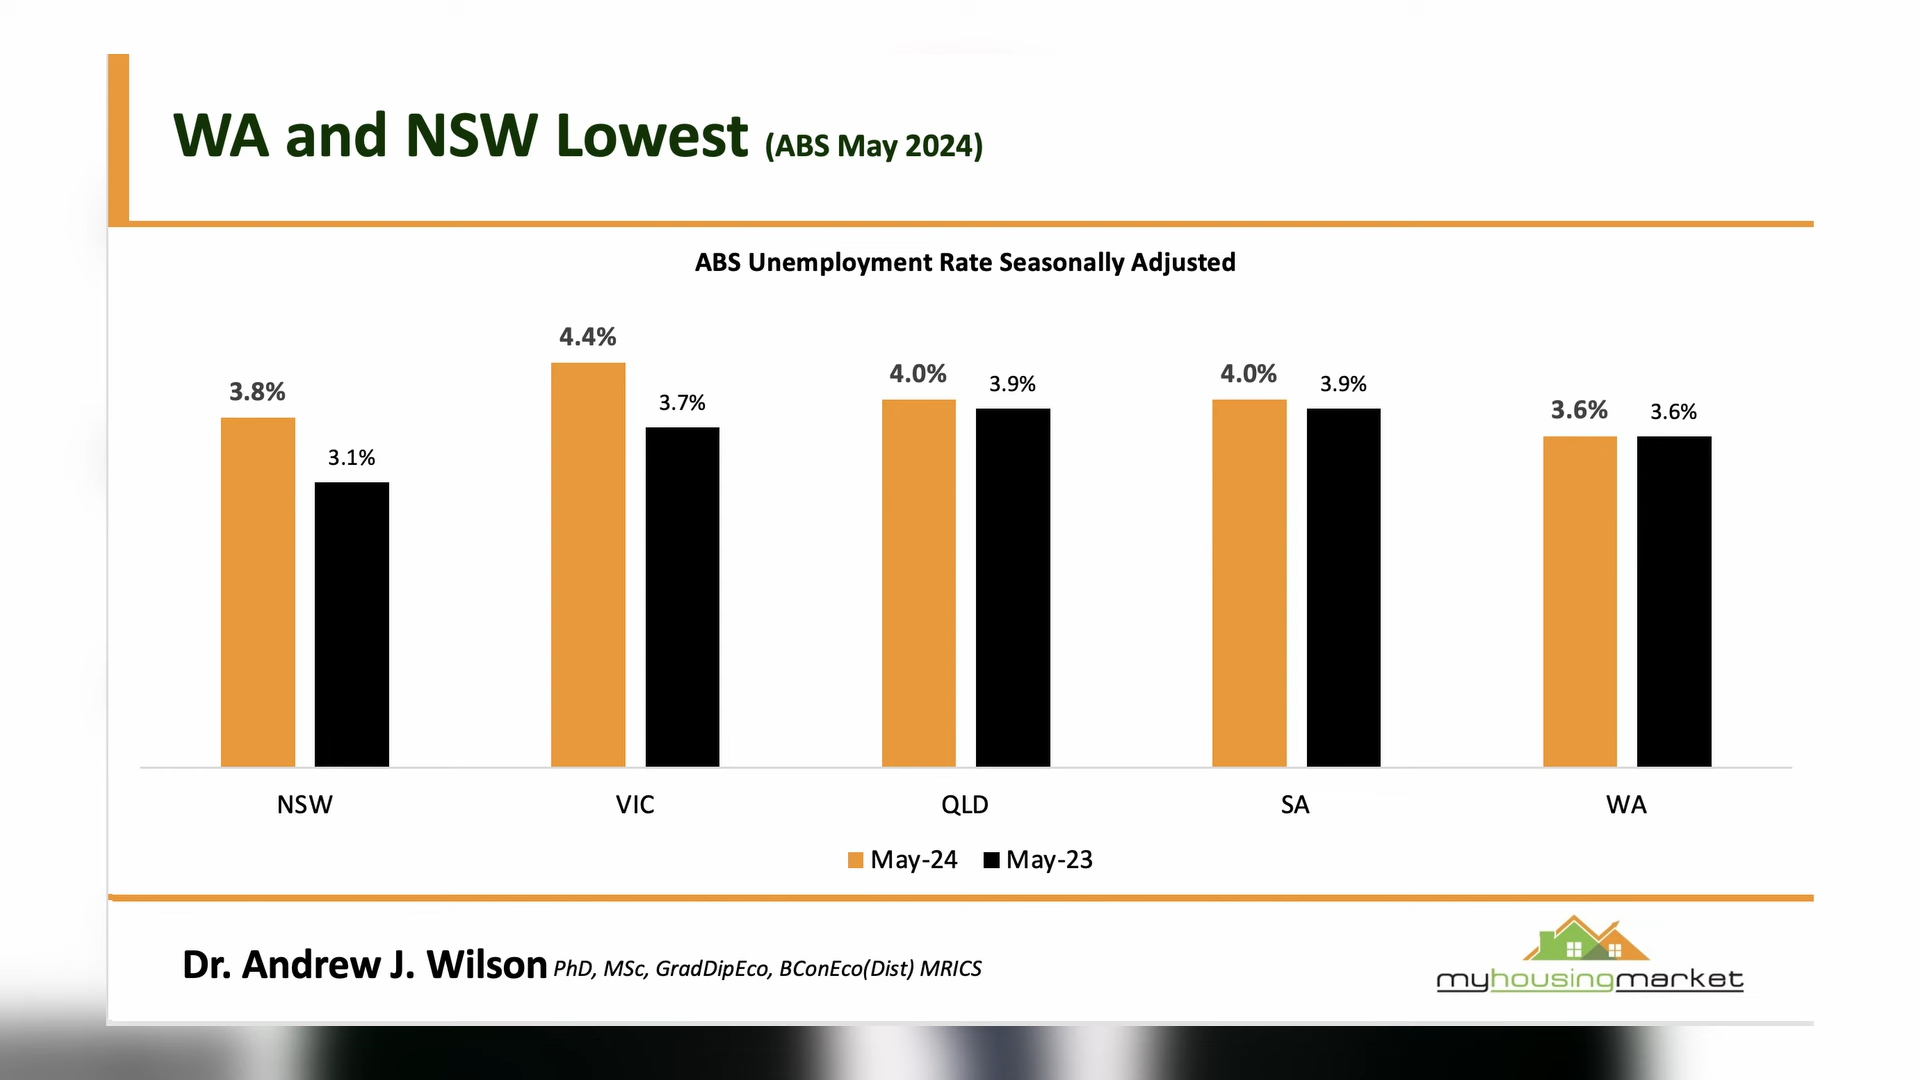 WA and NSW Lowest (ABS May 2024)
ABS Unemployment Rate Seasonally Adjusted
3.8%
3.1%
4.4%
3.7%
4.0%
3.9%
4.0%
3.9%
3.6%
3.6%
NSW
VIC
QLD
SA
WA
May-24
May-23
Dr. Andrew J. Wilson PhD, MSc, GradDipEco, BConEco(Dist) MRICS
myhousingmarket